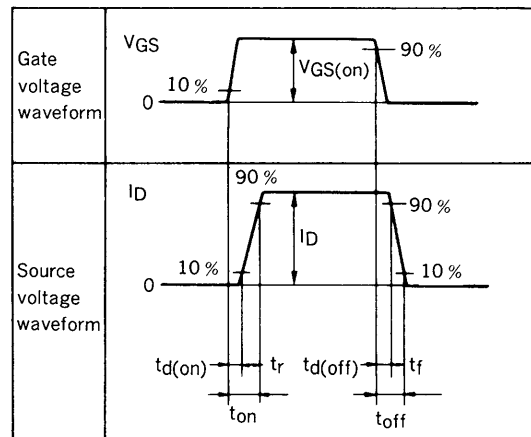 Gate
voltage
waveform
VGS
10 %
0
VGS(on)
90 %
Source
voltage
waveform
ID
90 %
10 %
0
ID
90 %
10 %
td(on)
tr
td(off)
tf
ton
toff